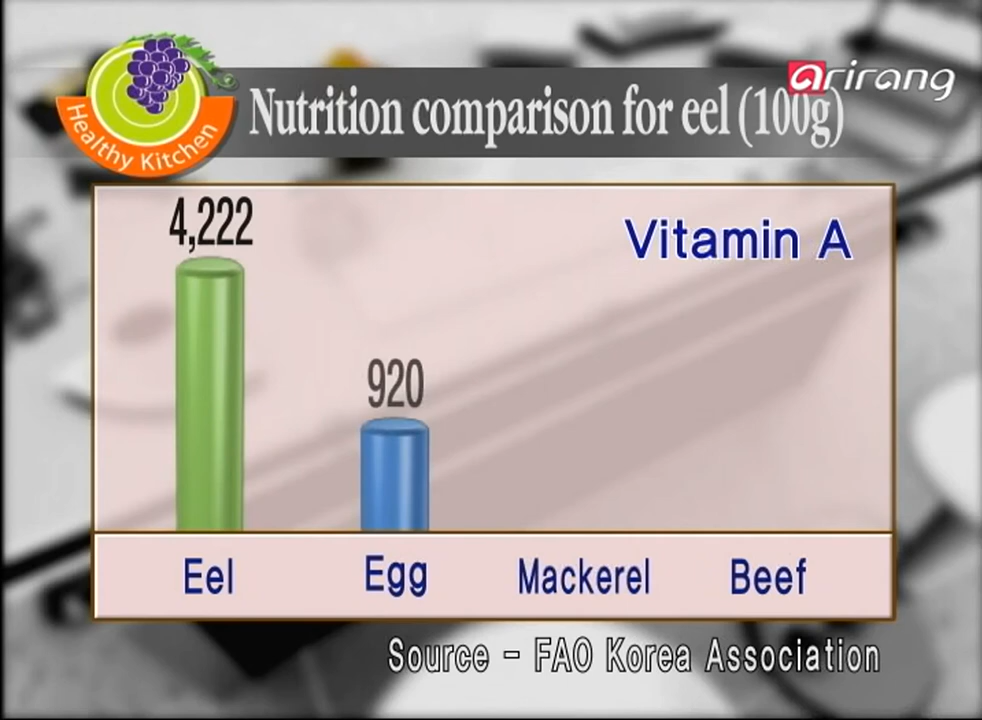 arirang
Nutrition comparison for eel (100g)
Healthy Kitchen
4,222
Vitamin A
920
Eel Egg Mackerel Beef
Source - FAO Korea Association